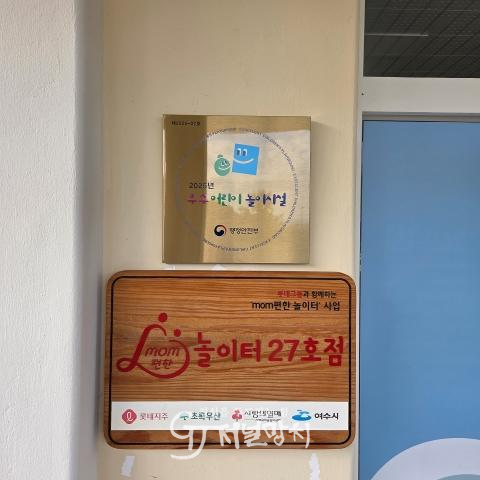 2025년
우수 어린이 놀이시설
행정안전부
롯데그룹과 함께하는
'mom편한 놀이터' 사업
mom
편한
놀이터 27호점
롯데지주
초록우산
사랑의열매
여수시